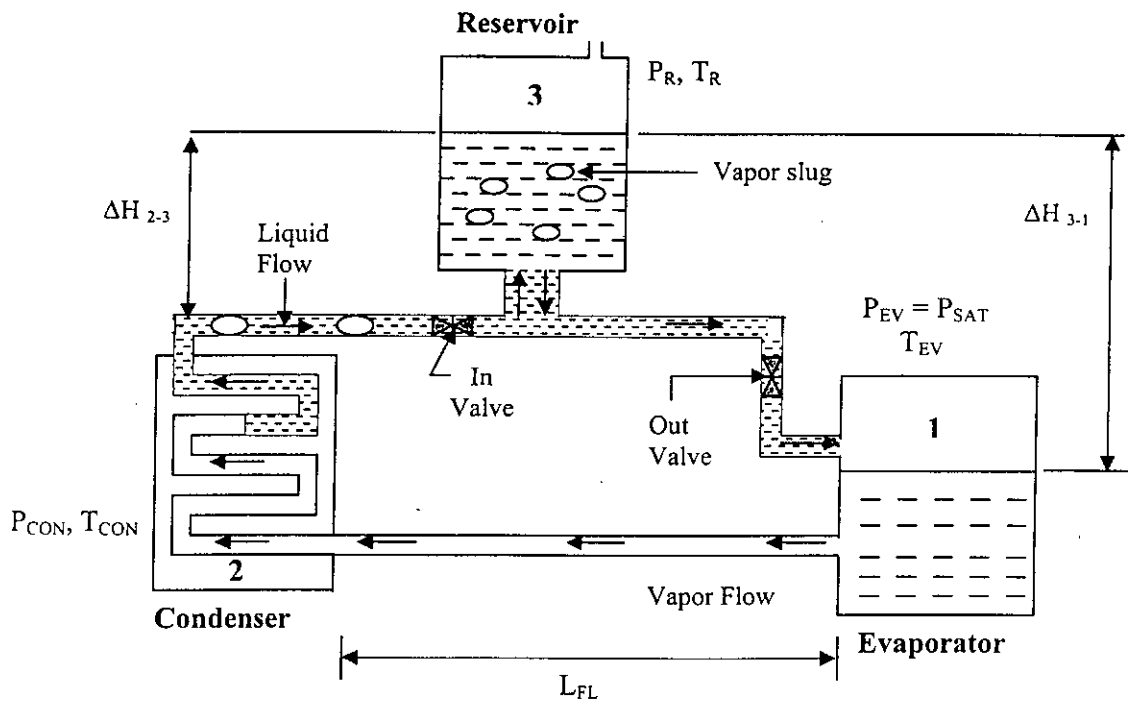 Reservoir
P_R, T_R
3
Vapor slug
ΔH 2-3
ΔH 3-1
Liquid
Flow
P_EV = P_SAT
T_EV
In
Valve
Out
Valve
1
P_CON, T_CON
2
Vapor Flow
Condenser
Evaporator
L_FL